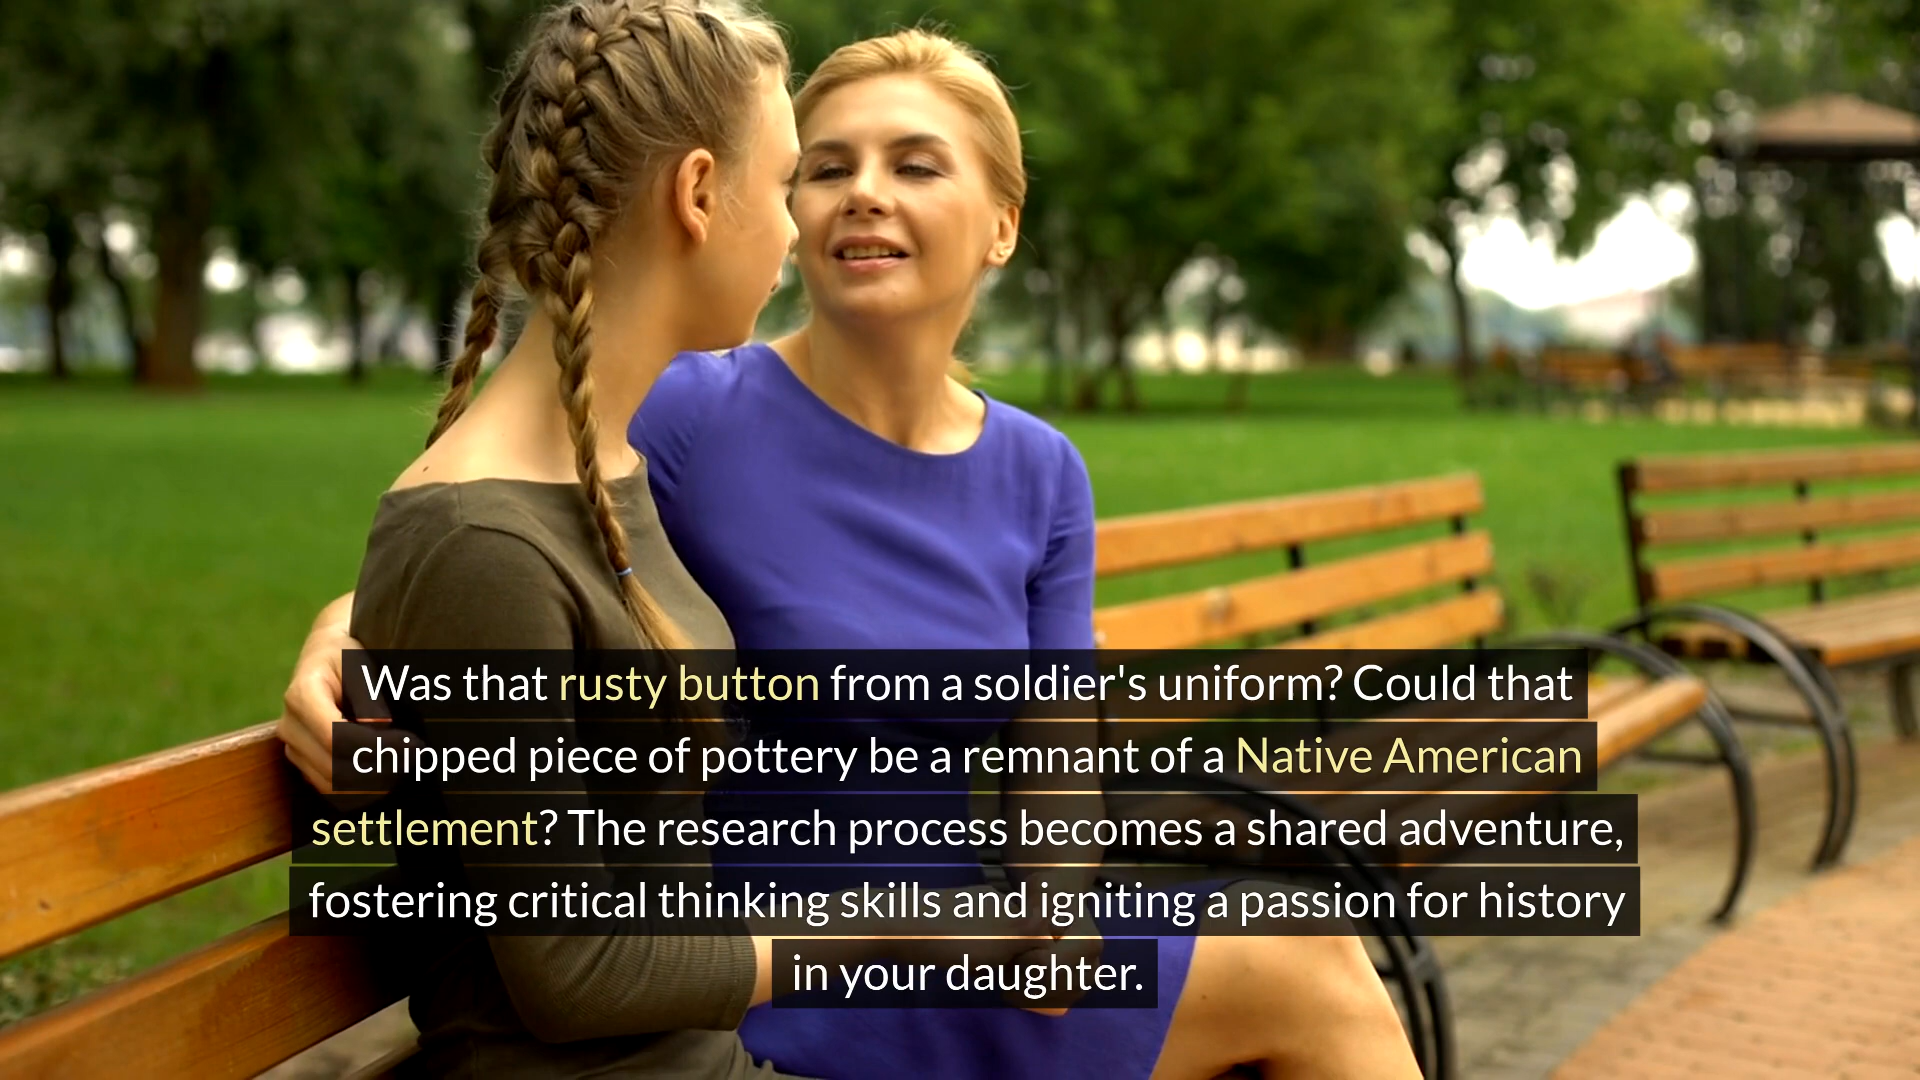 Was that rusty button from a soldier's uniform? Could that
chipped piece of pottery be a remnant of a Native American
settlement? The research process becomes a shared adventure,
fostering critical thinking skills and igniting a passion for history
in your daughter.